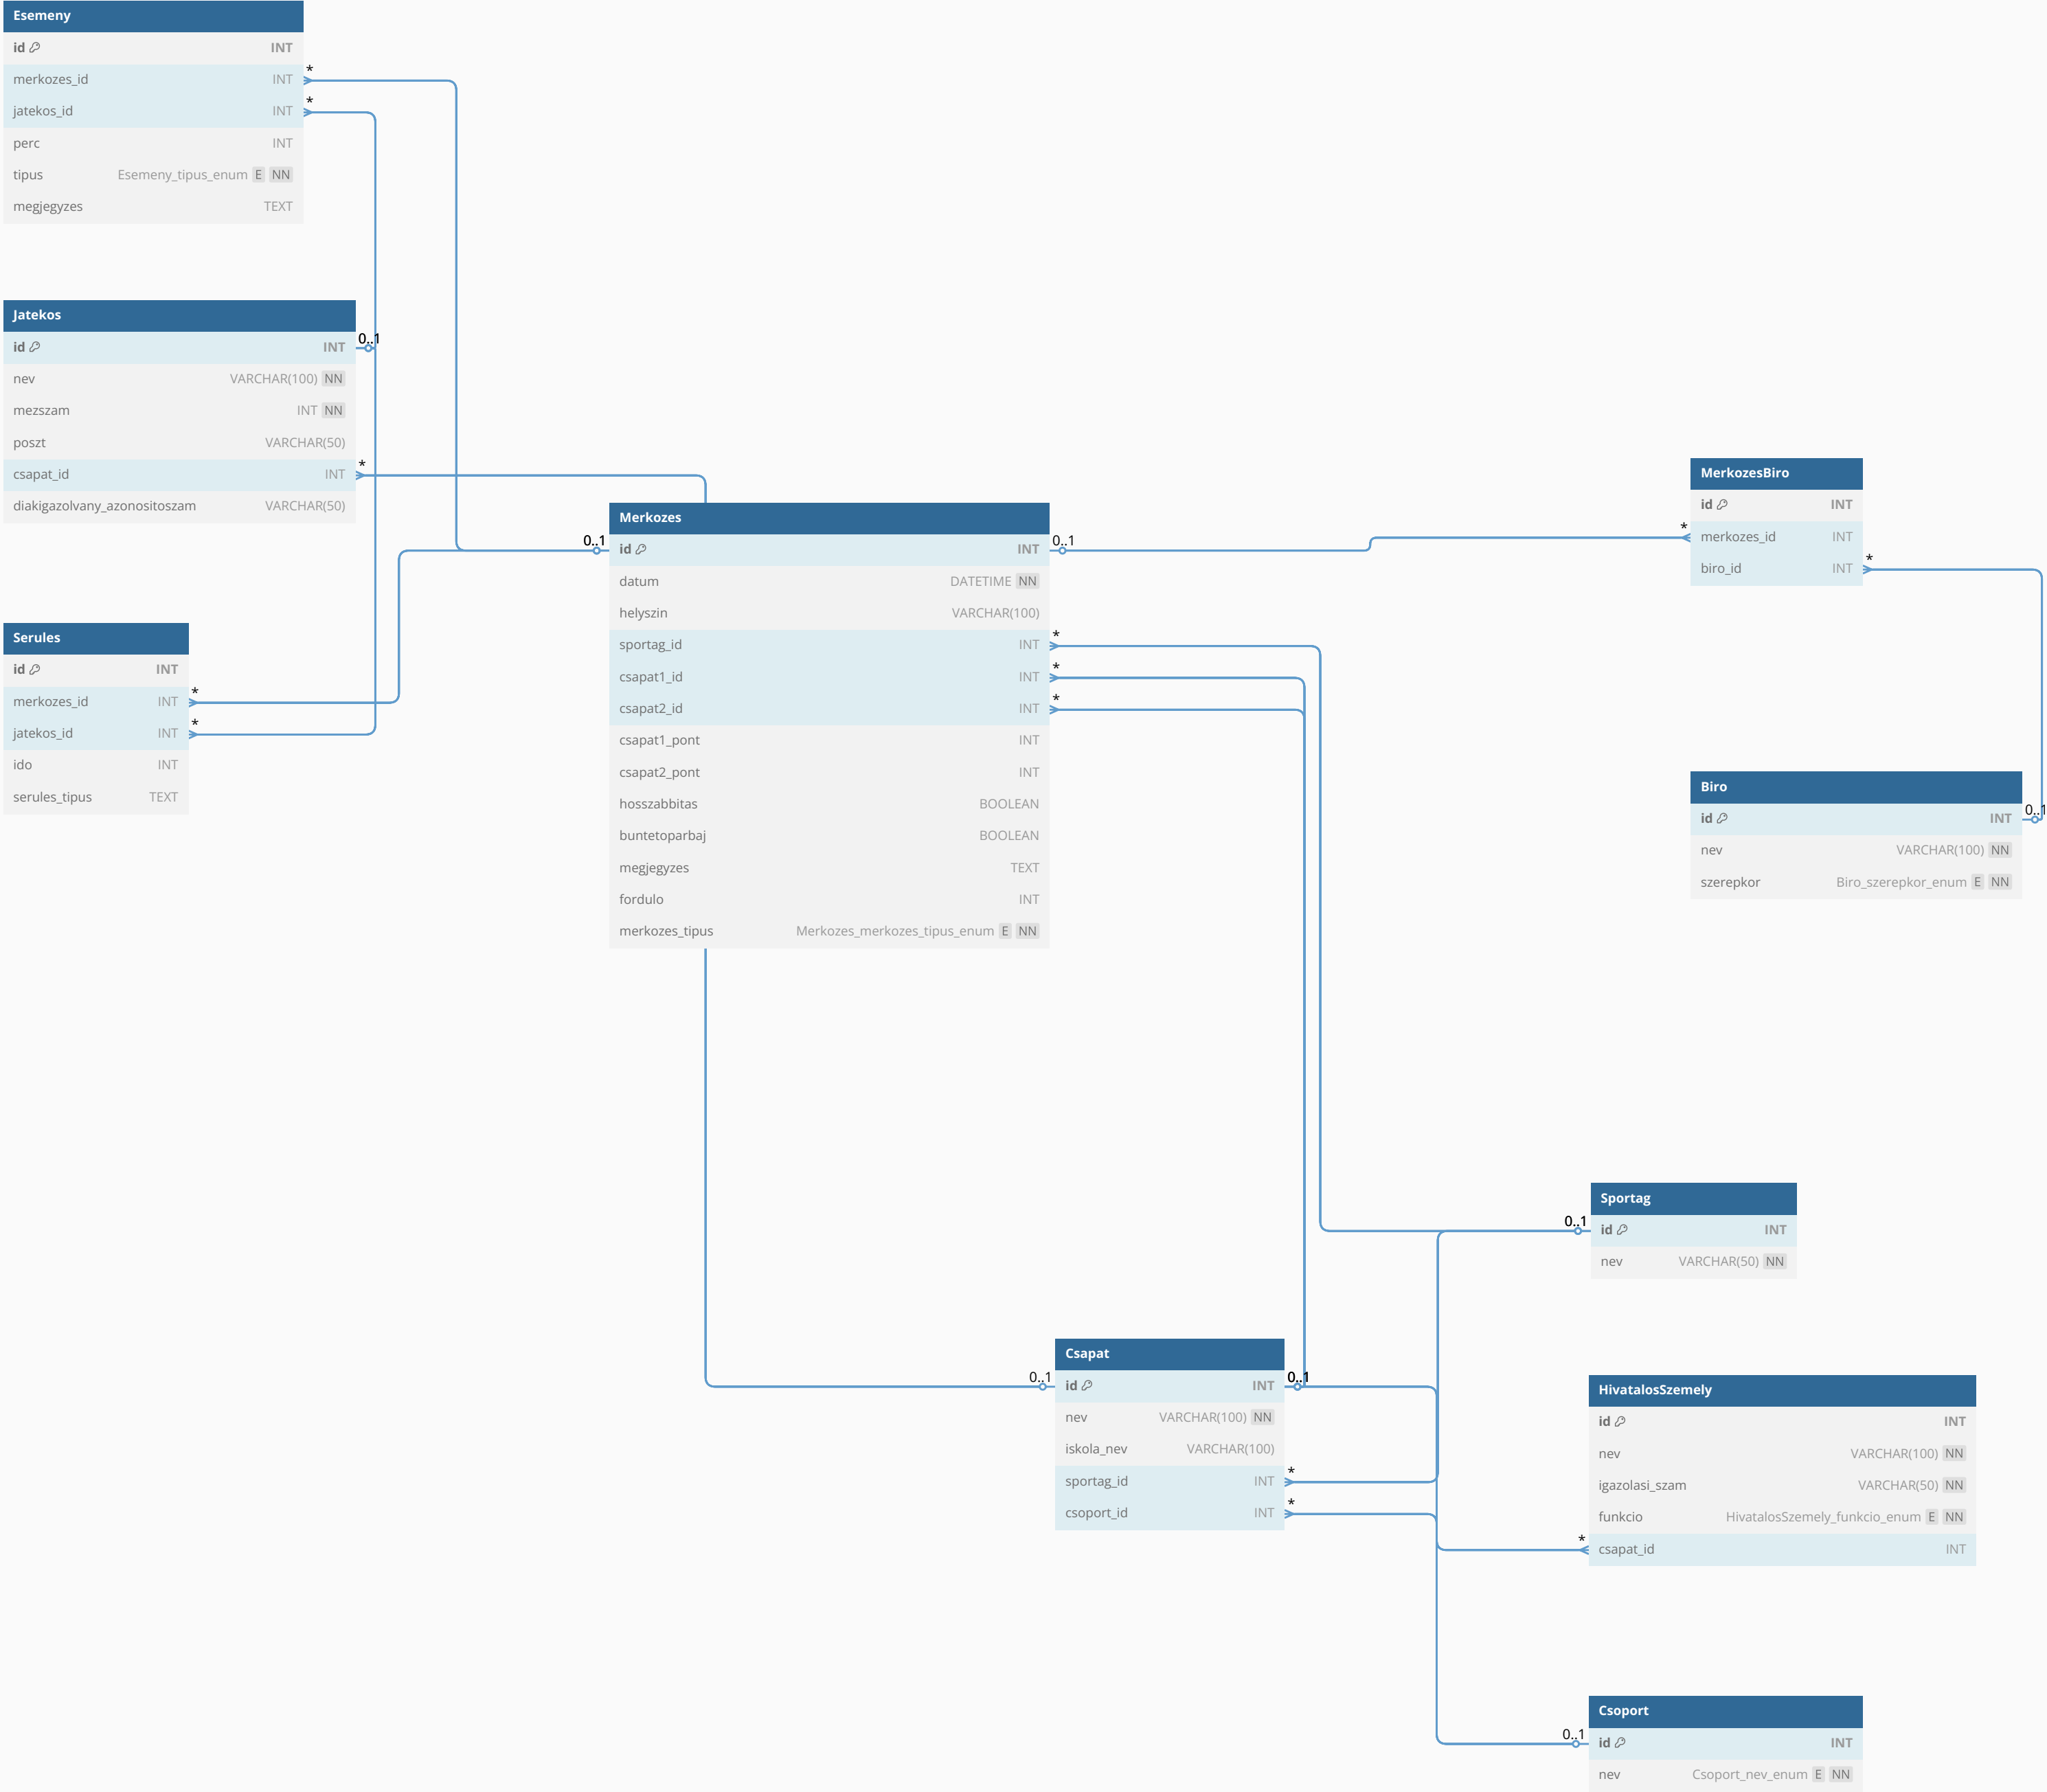 Esemeny
id INT
merkozes_id INT *
jatekos_id INT *
perc INT
tipus Esemeny_tipus_enum E NN
megjegyzes TEXT
Jatekos
id INT 0..1
nev VARCHAR(100) NN
mezszam INT NN
poszt VARCHAR(50)
csapat_id INT *
diakigazolvany_azonositoszam VARCHAR(50)
Serules
id INT
merkozes_id INT *
jatekos_id INT *
ido INT
serules_tipus TEXT
Merkozes
0..1 id INT 0..1
datum DATETIME NN
helyszin VARCHAR(100)
sportag_id INT *
csapat1_id INT *
csapat2_id INT *
csapat1_pont INT
csapat2_pont INT
hosszabbitas BOOLEAN
buntetoparbaj BOOLEAN
megjegyzes TEXT
fordulo INT
merkozes_tipus Merkozes_merkozes_tipus_enum E NN
MerkozesBiro
id INT
* merkozes_id INT
biro_id INT *
Biro
id INT 0..1
nev VARCHAR(100) NN
szerepkor Biro_szerepkor_enum E NN
Sportag
0..1 id INT
nev VARCHAR(50) NN
Csapat
0..1 id INT 0..1
nev VARCHAR(100) NN
iskola_nev VARCHAR(100)
sportag_id INT *
csoport_id INT *
HivatalosSzemely
id INT
nev VARCHAR(100) NN
igazolasi_szam VARCHAR(50) NN
funkcio HivatalosSzemely_funkcio_enum E NN
* csapat_id INT
Csoport
0..1 id INT
nev Csoport_nev_enum E NN